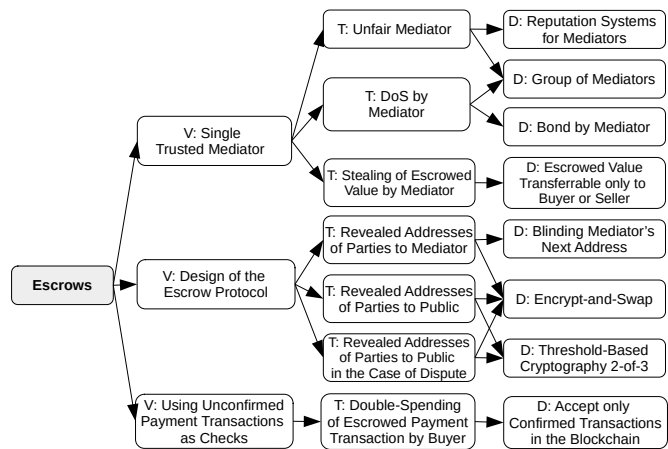 T: Unfair Mediator
D: Reputation Systems
for Mediators
D: Group of Mediators
T: DoS by
Mediator
D: Bond by Mediator
V: Single
Trusted Mediator
T: Stealing of Escrowed
Value by Mediator
D: Escrowed Value
Transferrable only to
Buyer or Seller
T: Revealed Addresses
of Parties to Mediator
D: Blinding Mediator's
Next Address
Escrows
V: Design of the
Escrow Protocol
T: Revealed Addresses
of Parties to Public
D: Encrypt-and-Swap
T: Revealed Addresses
of Parties to Public
in the Case of Dispute
D: Threshold-Based
Cryptography 2-of-3
V: Using Unconfirmed
Payment Transactions
as Checks
T: Double-Spending
of Escrowed Payment
Transaction by Buyer
D: Accept only
Confirmed Transactions
in the Blockchain